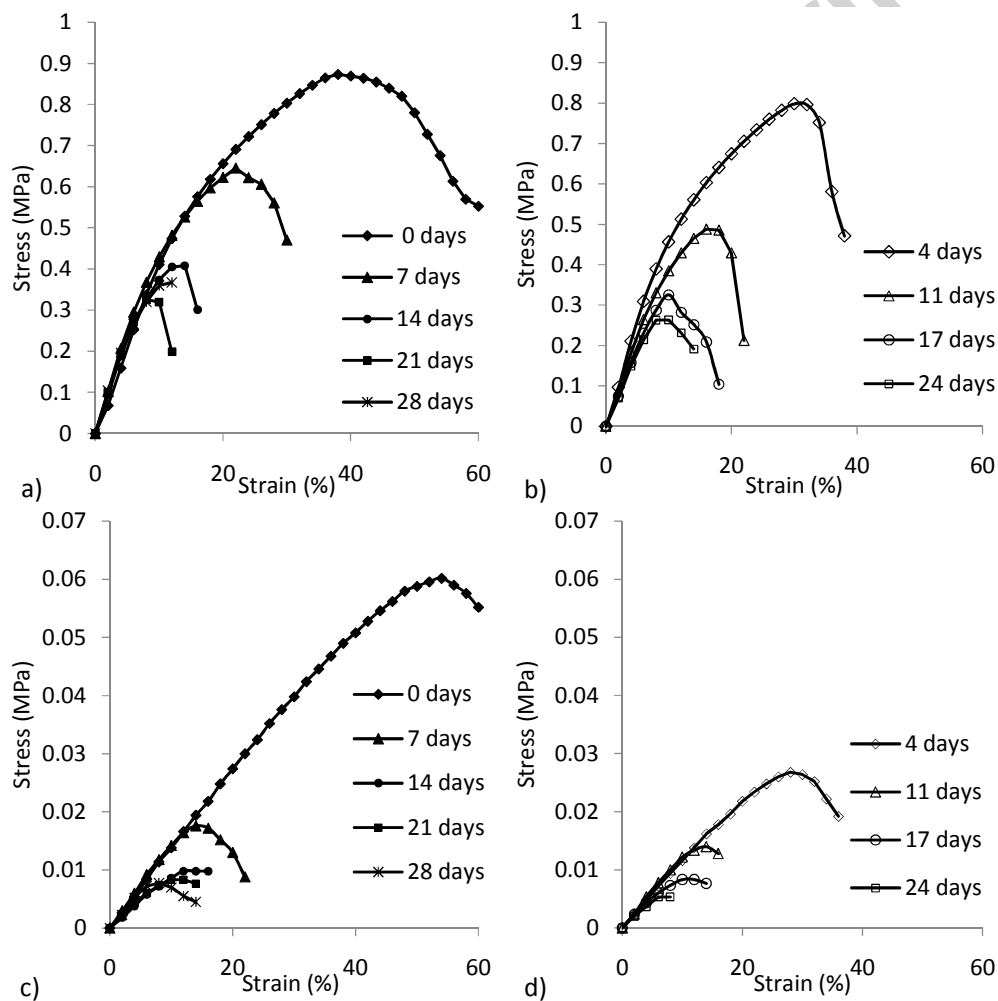 1
0.9
0.8
0.7
0.6
0.5
0.4
0.3
0.2
0.1
0
Stress (MPa)
0 days
7 days
14 days
21 days
28 days
0 20 40 60
Strain (%)
a)
1
0.9
0.8
0.7
0.6
0.5
0.4
0.3
0.2
0.1
0
Stress (MPa)
4 days
11 days
17 days
24 days
0 20 40 60
Strain (%)
b)
0.07
0.06
0.05
0.04
0.03
0.02
0.01
0
Stress (MPa)
0 days
7 days
14 days
21 days
28 days
0 20 40 60
Strain (%)
c)
0.07
0.06
0.05
0.04
0.03
0.02
0.01
0
Stress (MPa)
4 days
11 days
17 days
24 days
0 20 40 60
Strain (%)
d)